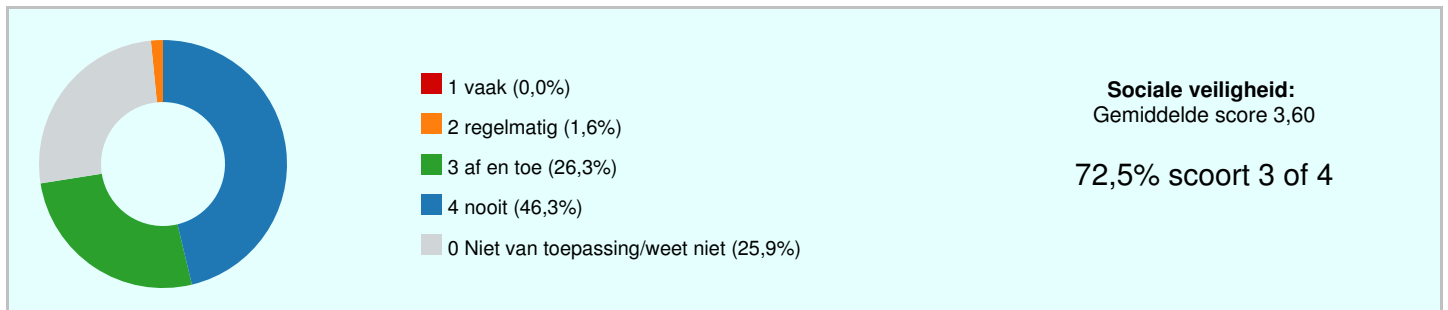 1 vaak (0,0%)
2 regelmatig (1,6%)
3 af en toe (26,3%)
4 nooit (46,3%)
0 Niet van toepassing/weet niet (25,9%)
Sociale veiligheid:
Gemiddelde score 3,60
72,5% scoort 3 of 4